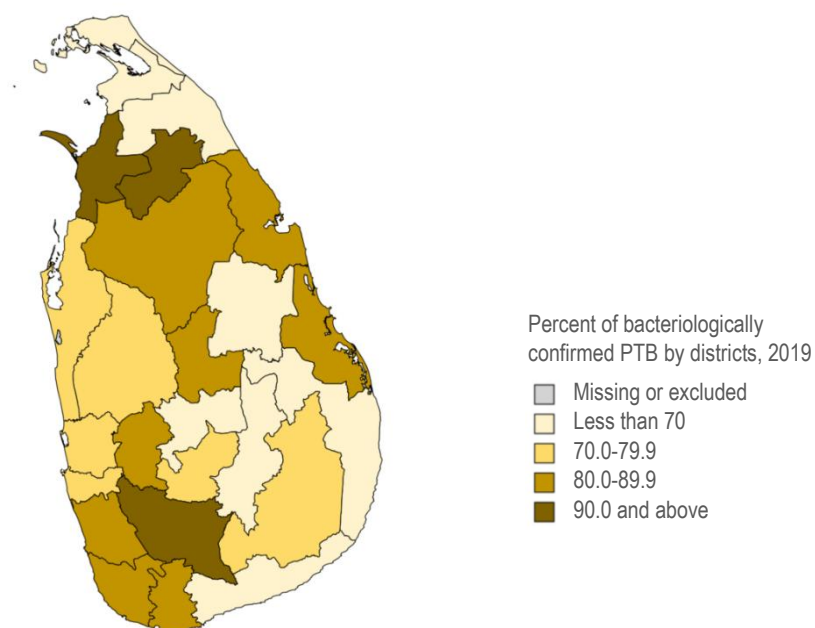 Percent of bacteriologically
confirmed PTB by districts, 2019
Missing or excluded
Less than 70
70.0-79.9
80.0-89.9
90.0 and above